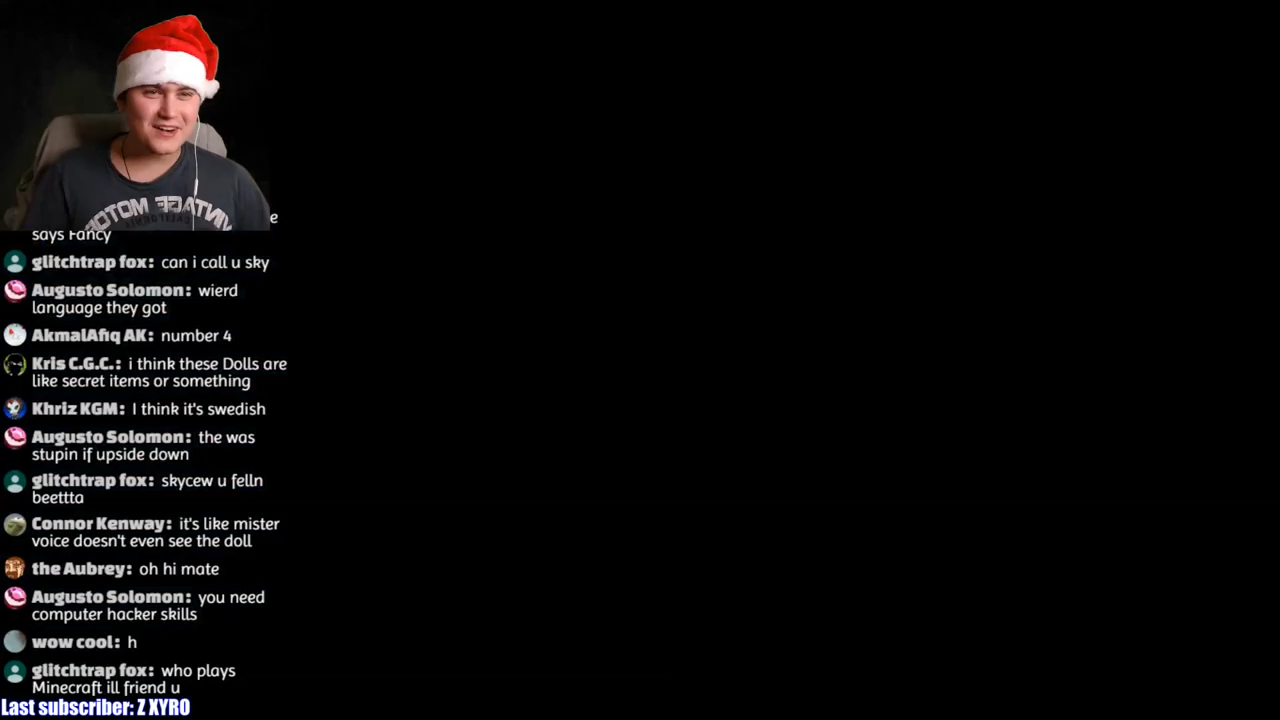 VINTAGE MOTOR
CALIFORNIA
e
says Fancy
glitchtrap fox: can i call u sky
Augusto Solomon: wierd
language they got
AkmalAfiq AK: number 4
Kris C.G.C.: i think these Dolls are
like secret items or something
Khriz KGM: I think it's swedish
Augusto Solomon: the was
stupin if upside down
glitchtrap fox: skycew u felln
beettta
Connor Kenway: it's like mister
voice doesn't even see the doll
the Aubrey: oh hi mate
Augusto Solomon: you need
computer hacker skills
wow cool: h
glitchtrap fox: who plays
Minecraft ill friend u
Last subscriber: Z XYRO